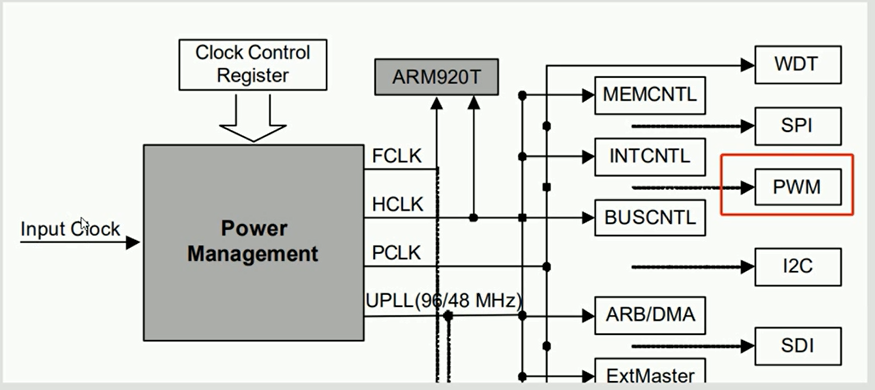 Clock Control
Register
ARM920T
WDT
MEMCNTL
SPI
FCLK
INTCNTL
PWM
HCLK
BUSCNTL
Input Clock
Power
Management
PCLK
I2C
UPLL(96/48 MHz)
ARB/DMA
SDI
ExtMaster